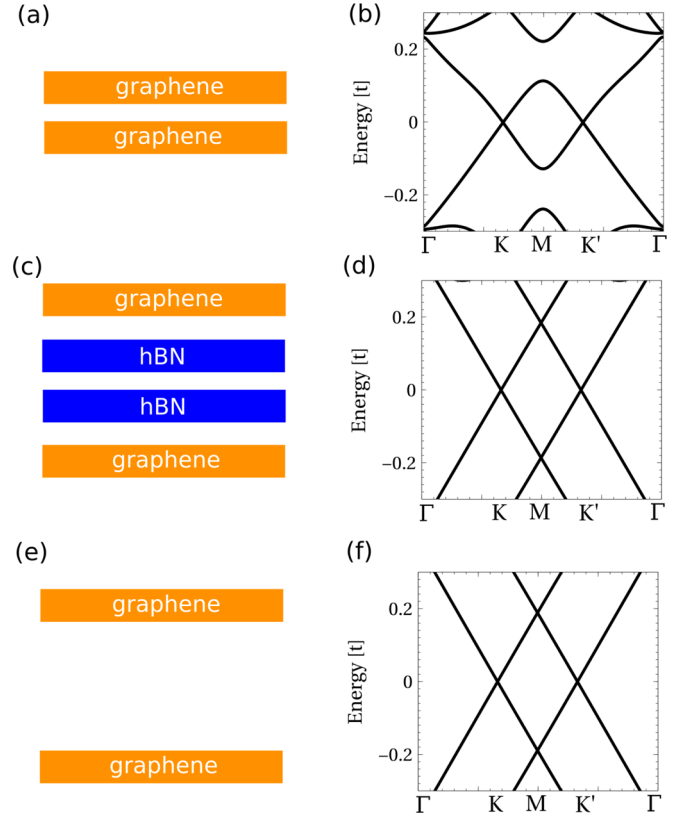 (a)
graphene
graphene
(b)
Energy [t]
0.2
0
−0.2
Γ K M K' Γ
(c)
graphene
hBN
hBN
graphene
(d)
Energy [t]
0.2
0
−0.2
Γ K M K' Γ
(e)
graphene
graphene
(f)
Energy [t]
0.2
0
−0.2
Γ K M K' Γ